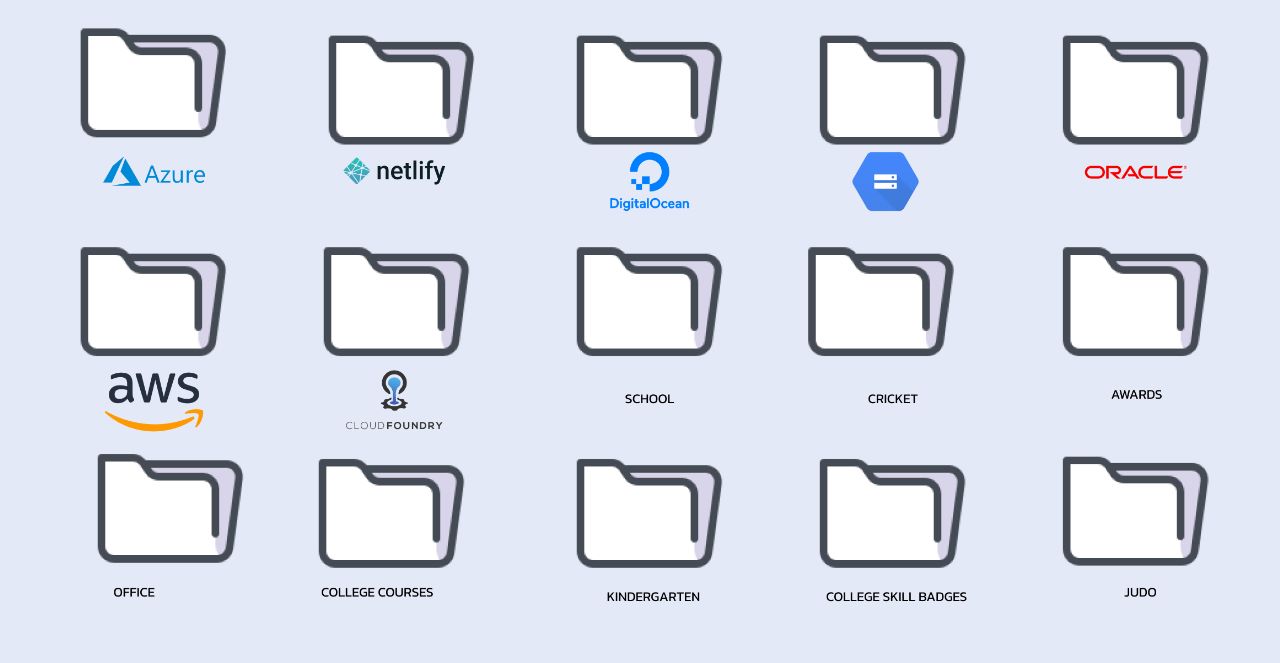 Azure
netlify
DigitalOcean
ORACLE
aws
CLOUDFOUNDRY
SCHOOL
CRICKET
AWARDS
OFFICE
COLLEGE COURSES
KINDERGARTEN
COLLEGE SKILL BADGES
JUDO